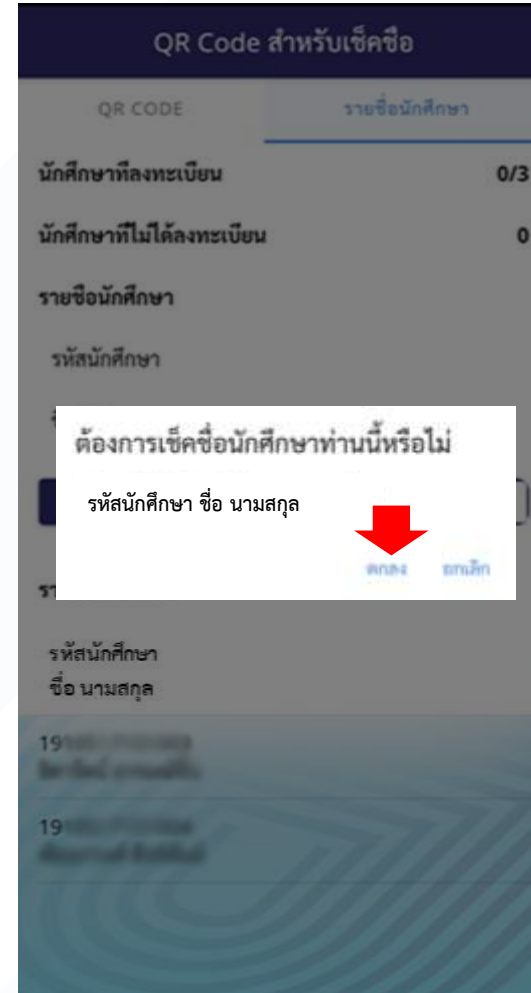 QR Code สำหรับเช็คชื่อ
QR CODE
รายชื่อนักศึกษา
นักศึกษาที่ลงทะเบียน 0/3
นักศึกษาที่ไม่ได้ลงทะเบียน 0
รายชื่อนักศึกษา
รหัสนักศึกษา
ต้องการเช็คชื่อนักศึกษาท่านนี้หรือไม่
รหัสนักศึกษา ชื่อ นามสกุล
ตกลง ยกเลิก
รหัสนักศึกษา
ชื่อ นามสกุล
19
19